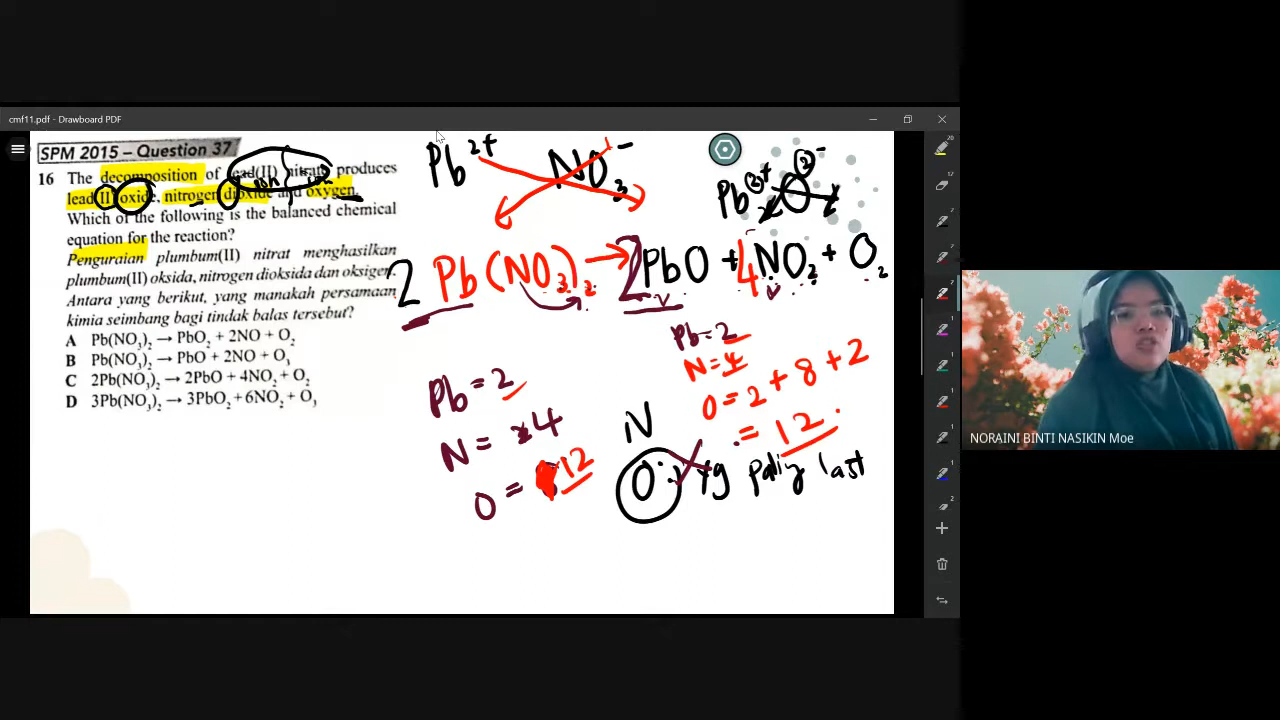 cmf11.pdf - Drawboard PDF
SPM 2015 – Question 37
16 The decomposition of lead(II) nitrate produces
lead(II) oxide, nitrogen dioxide and oxygen.
Which of the following is the balanced chemical
equation for the reaction?
Penguraian plumbum(II) nitrat menghasilkan
plumbum(II) oksida, nitrogen dioksida dan oksigen.
Antara yang berikut, yang manakah persamaan
kimia seimbang bagi tindak balas tersebut?
A Pb(NO₃)₂ → PbO₂ + 2NO + O₂
B Pb(NO₃)₂ → PbO + 2NO + O₃
C 2Pb(NO₃)₂ → 2PbO + 4NO₂ + O₂
D 3Pb(NO₃)₂ → 3PbO₂ + 6NO₂ + O₃
Pb²⁺ NO₃⁻
Pb²⁺ O²⁻
2 Pb(NO₃)₂ → 2PbO + 4NO₂ + O₂
Pb = 2
N = 4
O = 12
Pb = 2
N = 4
O = 2 + 8 + 2
= 12
N
O yg paling last
NORAINI BINTI NASIKIN Moe